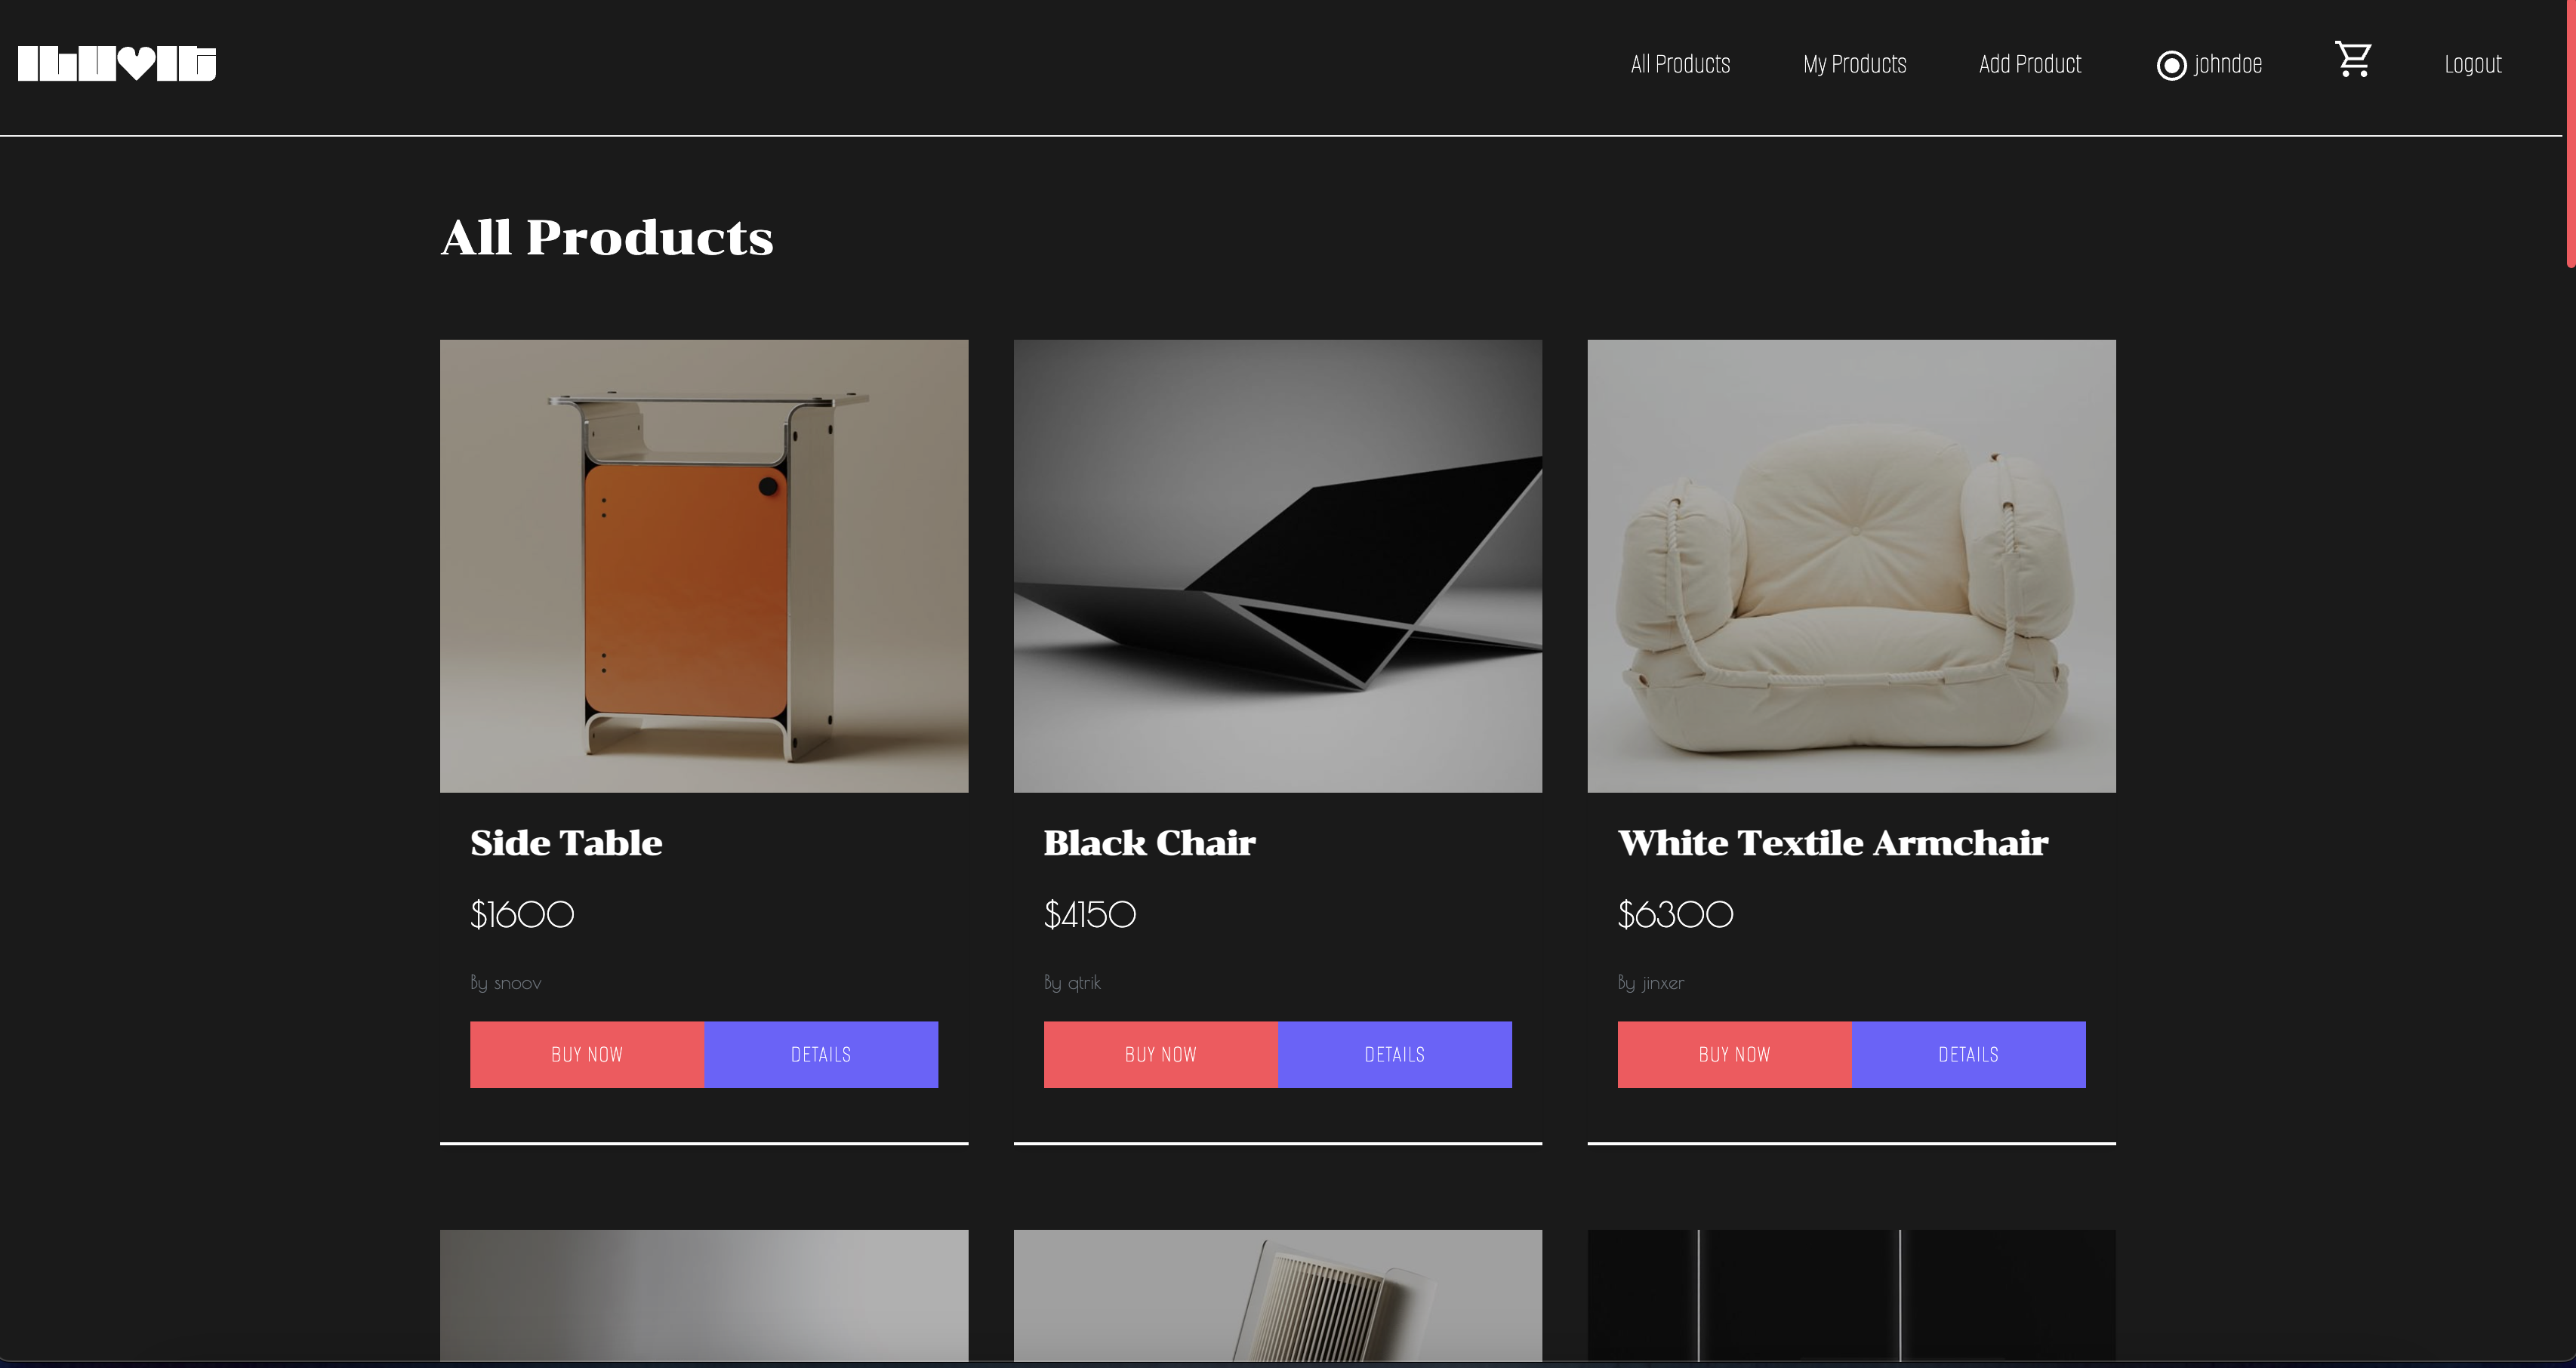 ILUVIt
All Products My Products Add Product johndoe Logout
All Products
Side Table Black Chair White Textile Armchair
$1600 $4150 $6300
By snoov By qtrik By jinxer
BUY NOW DETAILS BUY NOW DETAILS BUY NOW DETAILS